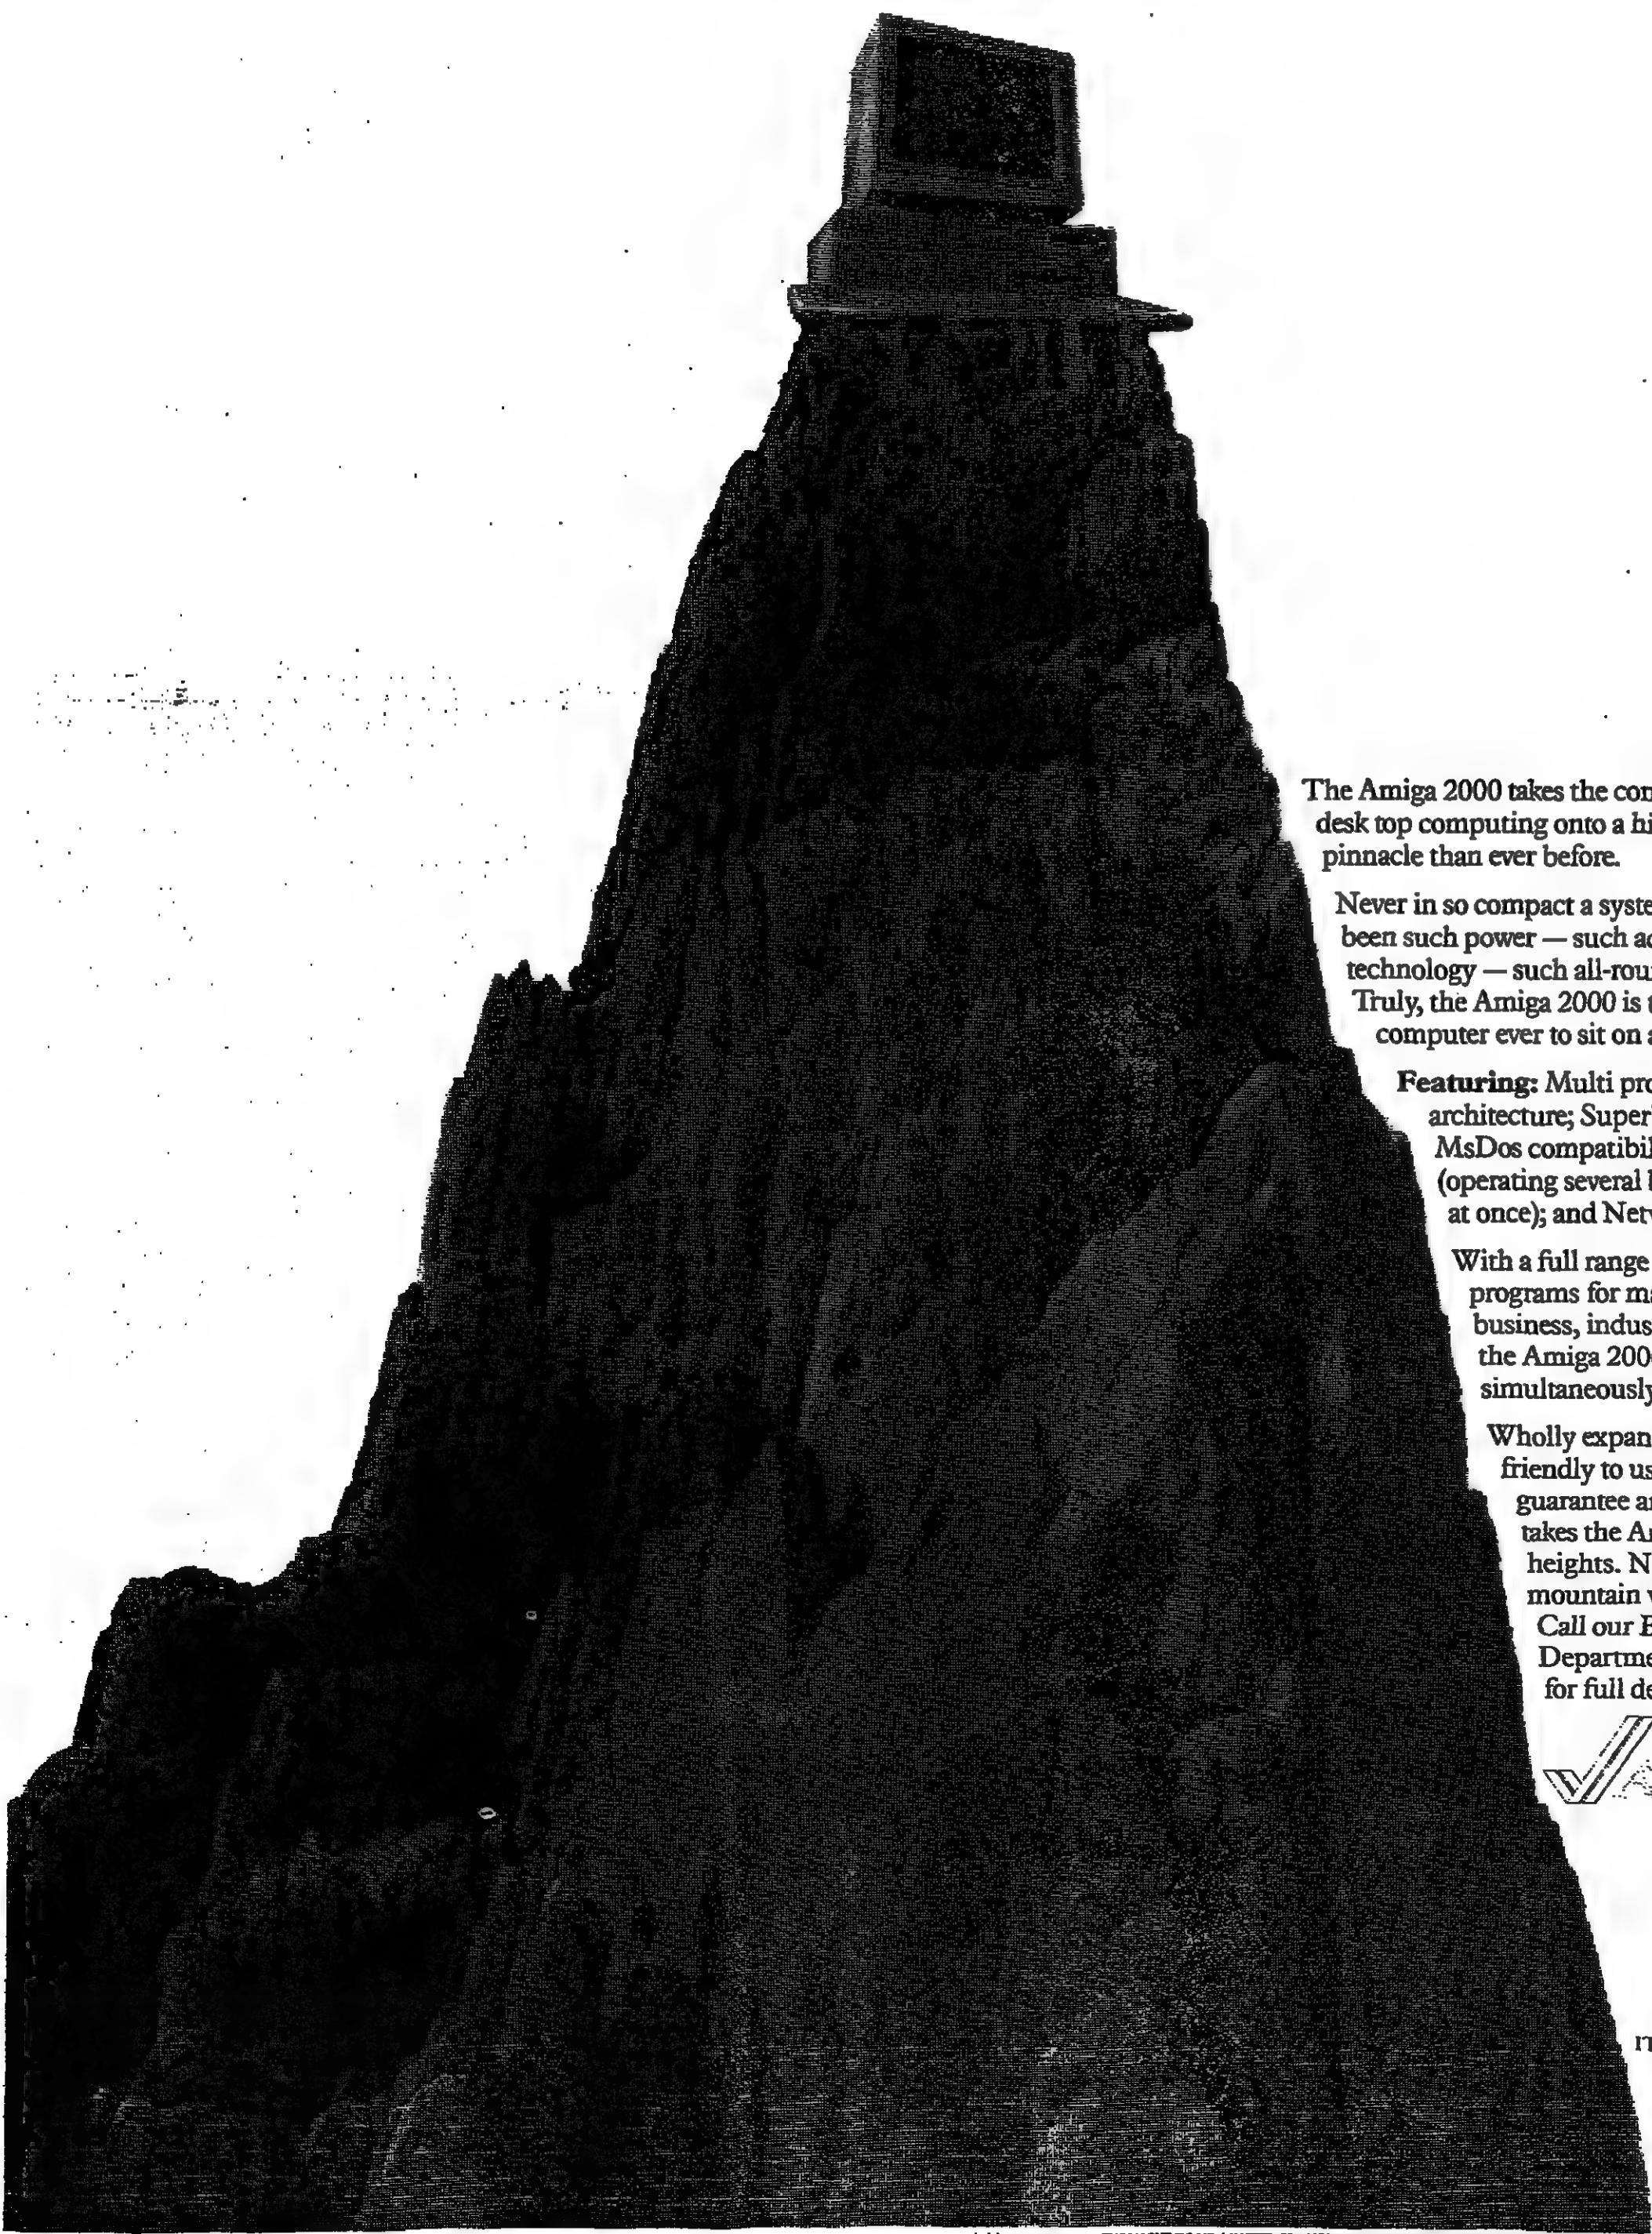 The Amiga 2000 takes the con
desk top computing onto a hi
pinnacle than ever before.
Never in so compact a syste
been such power — such ad
technology — such all-rou
Truly, the Amiga 2000 is t
computer ever to sit on a
Featuring: Multi pro
architecture; Super
MsDos compatibil
(operating several
at once); and Net
With a full range
programs for ma
business, indus
the Amiga 200
simultaneously
Wholly expan
friendly to us
guarantee a
takes the A
heights. N
mountain
Call our
Departme
for full de